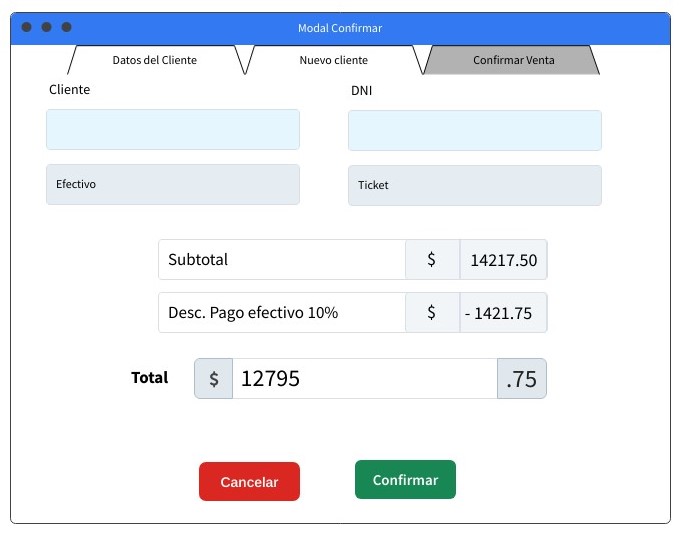 Modal Confirmar
Datos del Cliente
Nuevo cliente
Confirmar Venta
Cliente
DNI
Efectivo
Ticket
Subtotal $ 14217.50
Desc. Pago efectivo 10% $ - 1421.75
Total $ 12795 .75
Cancelar
Confirmar